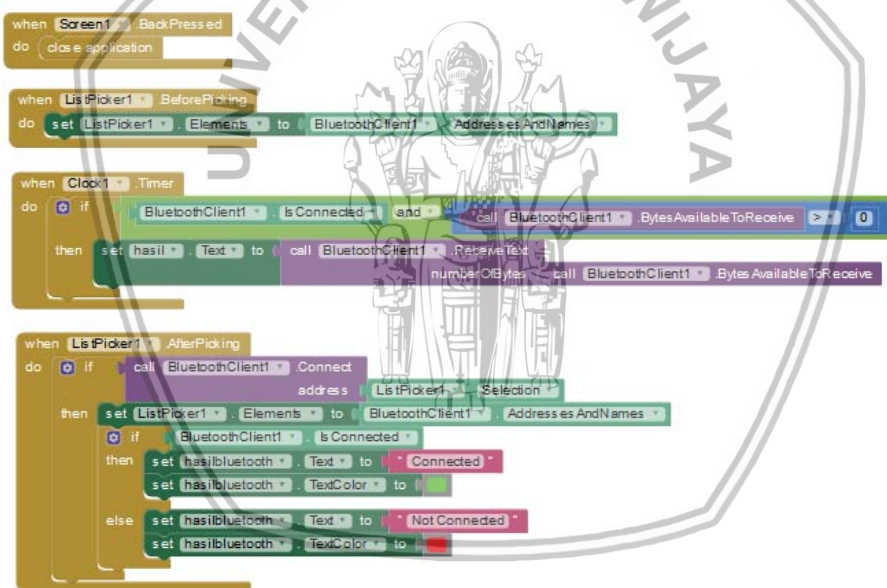 when Screen1 .BackPressed
do close application
when ListPicker1 .BeforePicking
do set ListPicker1 . Elements to BluetoothClient1 . AddressesAndNames
when Clock1 .Timer
do if BluetoothClient1 . IsConnected and call BluetoothClient1 .BytesAvailableToReceive > 0
then set hasil . Text to call BluetoothClient1 .ReceiveText
numberOfBytes call BluetoothClient1 .BytesAvailableToReceive
when ListPicker1 .AfterPicking
do if call BluetoothClient1 .Connect
address ListPicker1 . Selection
then set ListPicker1 . Elements to BluetoothClient1 . AddressesAndNames
if BluetoothClient1 . IsConnected
then set hasilbluetooth . Text to " Connected "
set hasilbluetooth . TextColor to
else set hasilbluetooth . Text to " Not Connected "
set hasilbluetooth . TextColor to